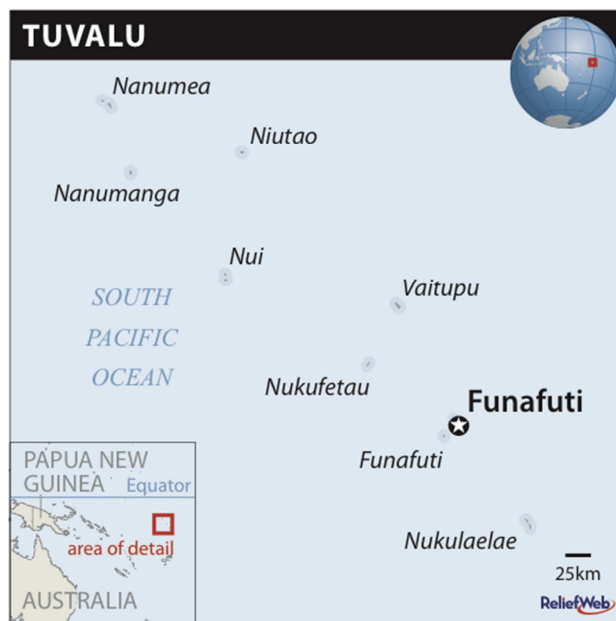 TUVALU
Nanumea
Niutao
Nanumanga
Nui
SOUTH
PACIFIC
OCEAN
Vaitupu
Nukufetau
Funafuti
Funafuti
Nukulaelae
PAPUA NEW
GUINEA
Equator
area of detail
AUSTRALIA
25km
ReliefWeb